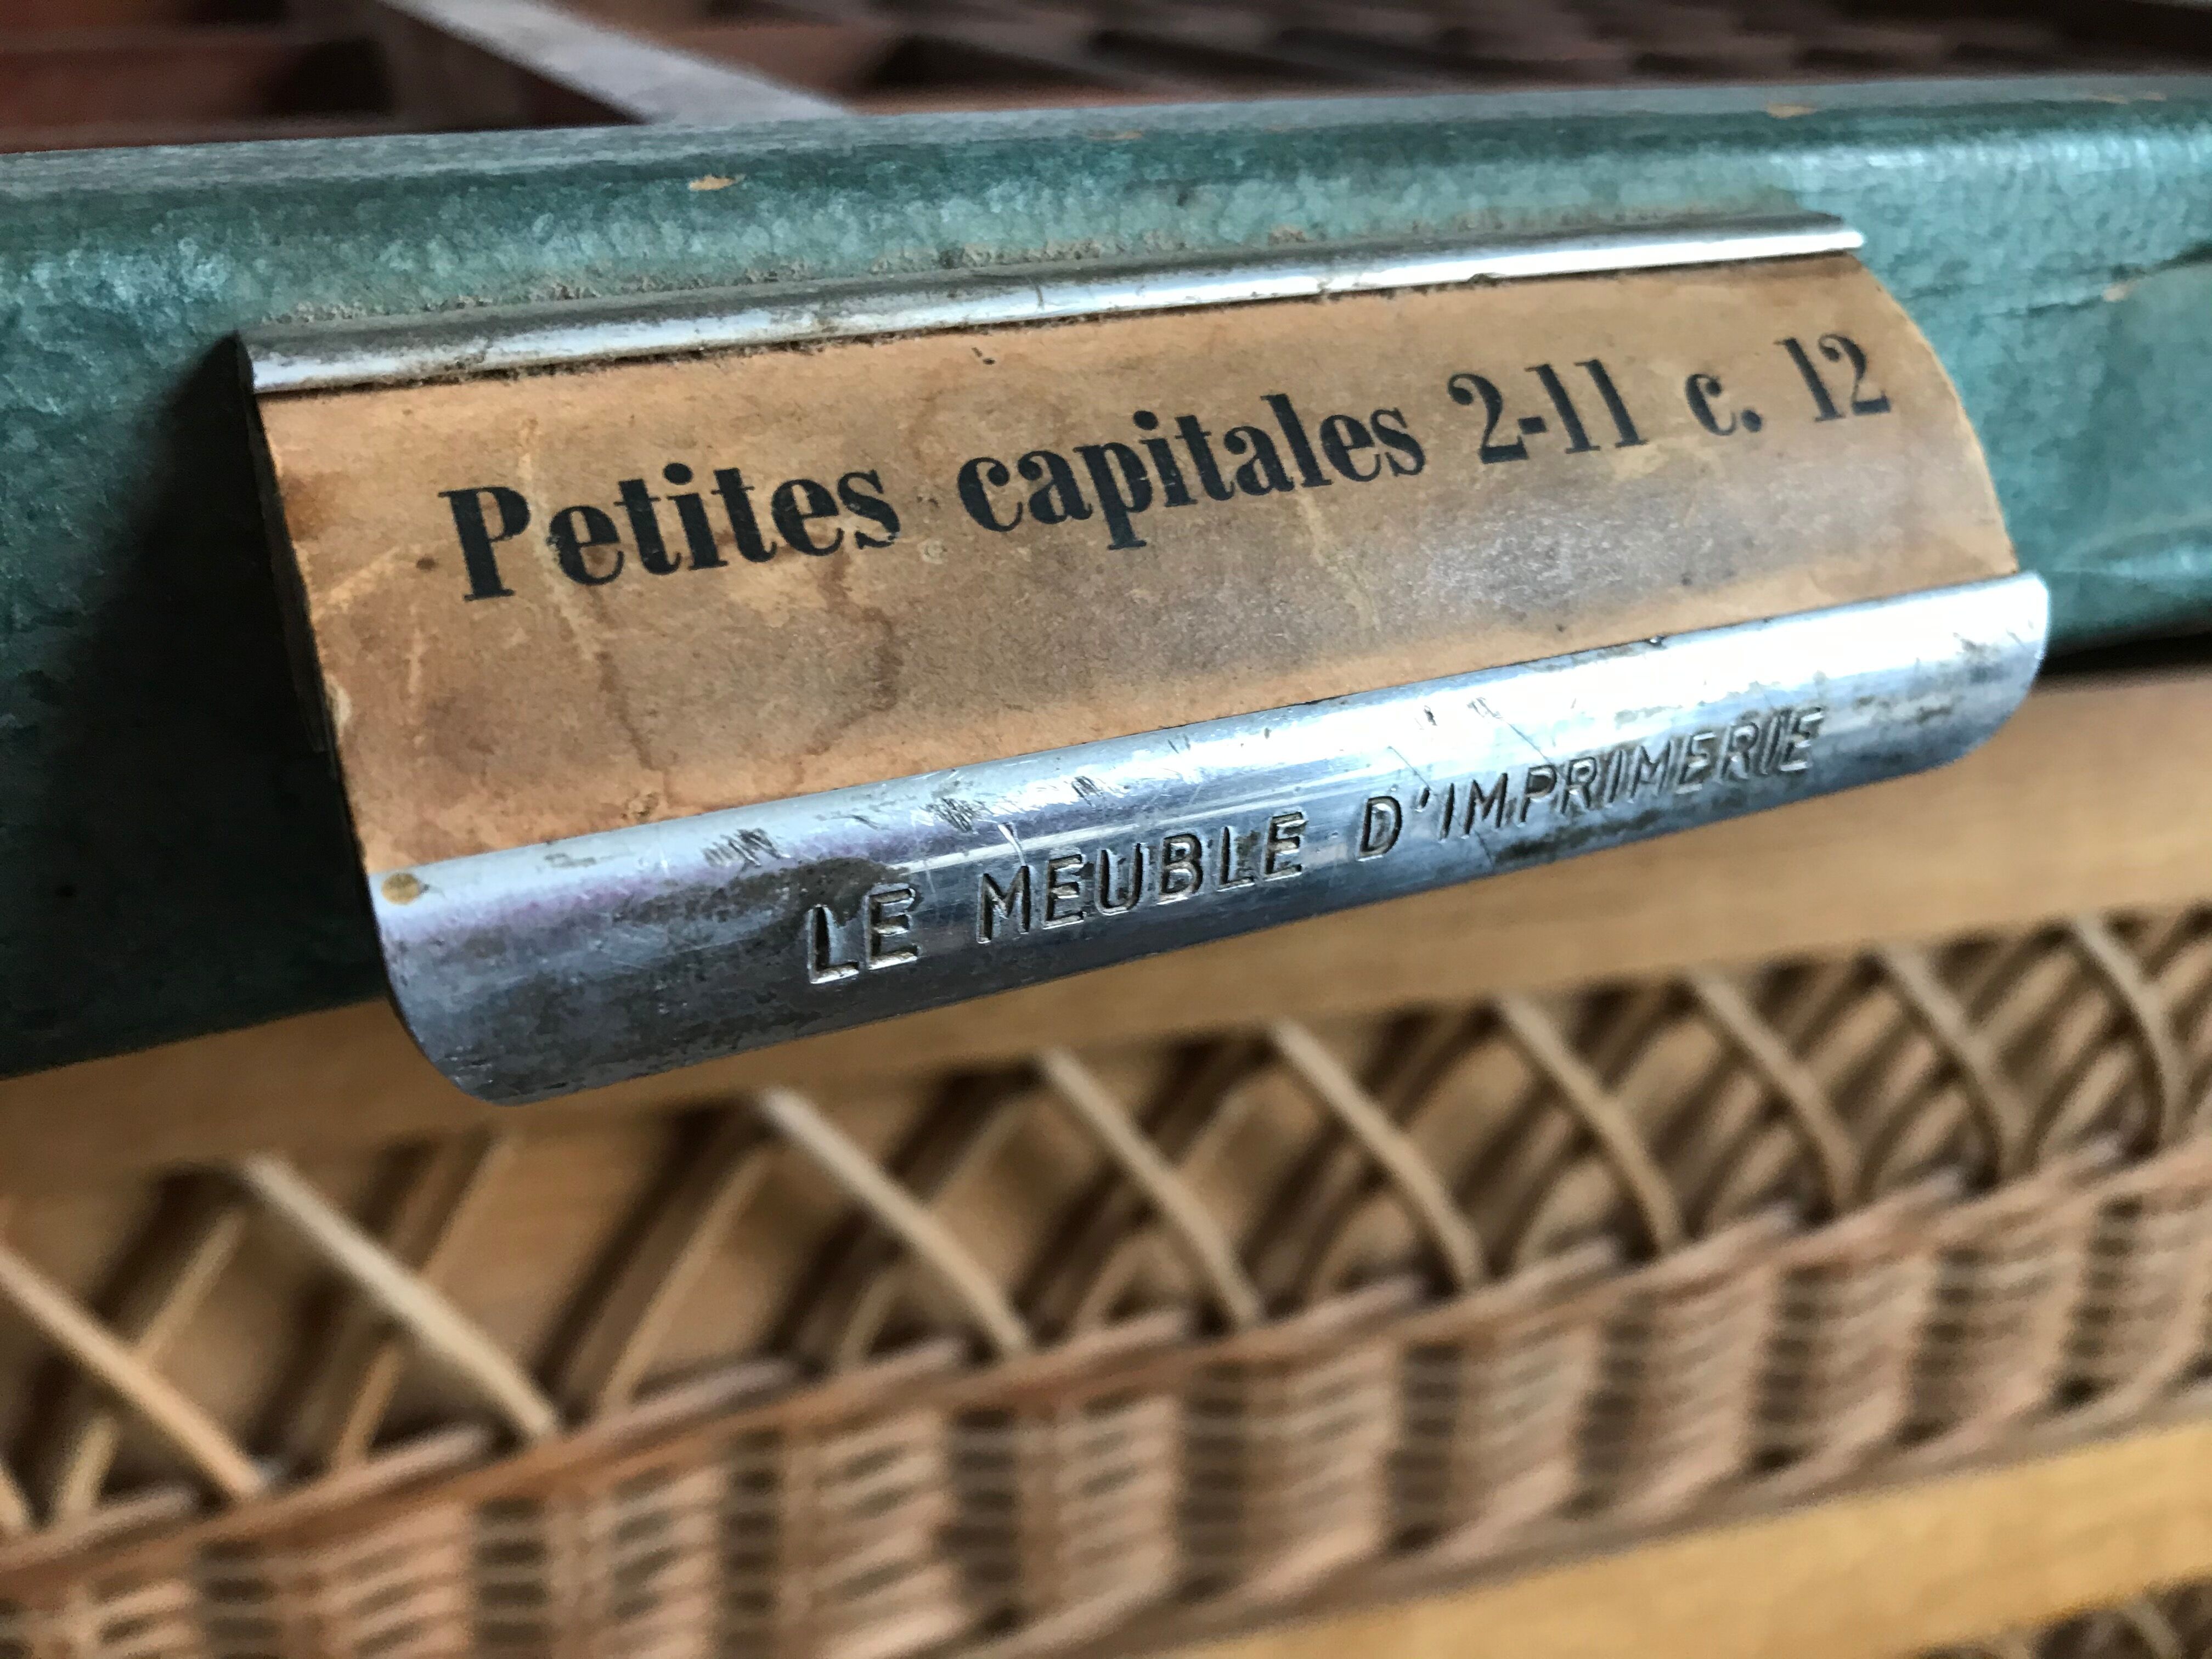 Petites capitales 2-11 c. 12
LE MEUBLE D'IMPRIMERIE